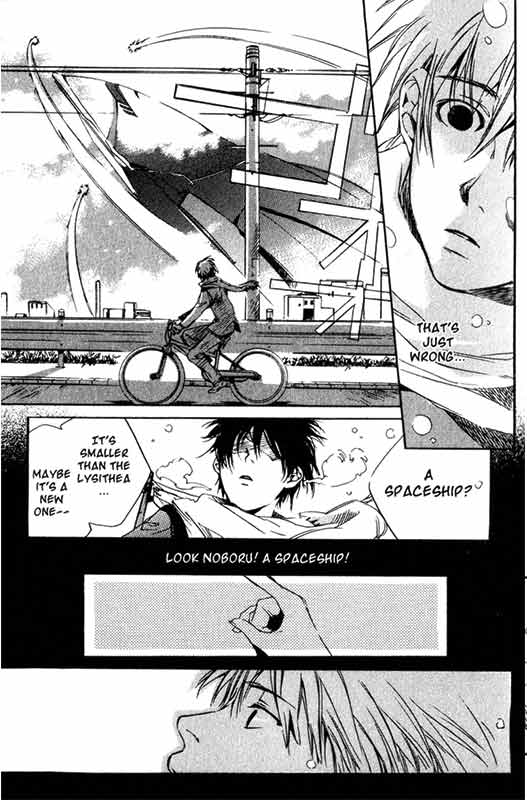 THAT'S
JUST
WRONG...
A
SPACESHIP?
IT'S
SMALLER
THAN THE
LYSITHEA
...
MAYBE
IT'S A
NEW
ONE--
LOOK NOBORU! A SPACESHIP!